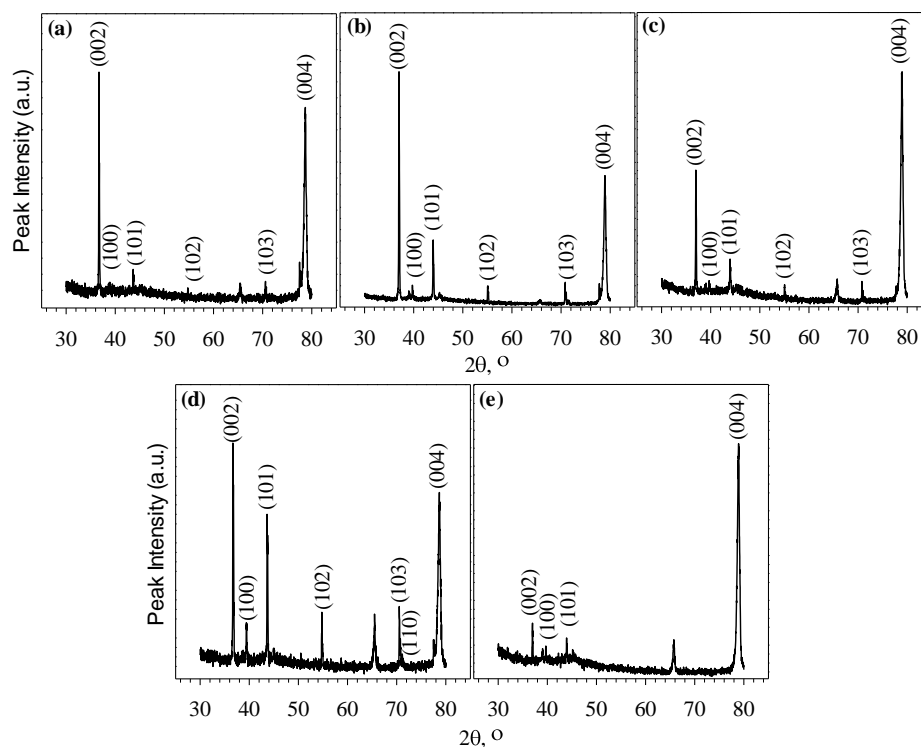 (a)
(002)
(100)
(101)
(102)
(103)
(004)
(b)
(002)
(100)
(101)
(102)
(103)
(004)
(c)
(002)
(100)
(101)
(102)
(103)
(004)
Peak Intensity (a.u.)
30 40 50 60 70 80
30 40 50 60 70 80
30 40 50 60 70 80
2θ, °
(d)
(002)
(100)
(101)
(102)
(103)
(110)
(004)
(e)
(002)
(100)
(101)
(004)
Peak Intensity (a.u.)
30 40 50 60 70 80
30 40 50 60 70 80
2θ, °